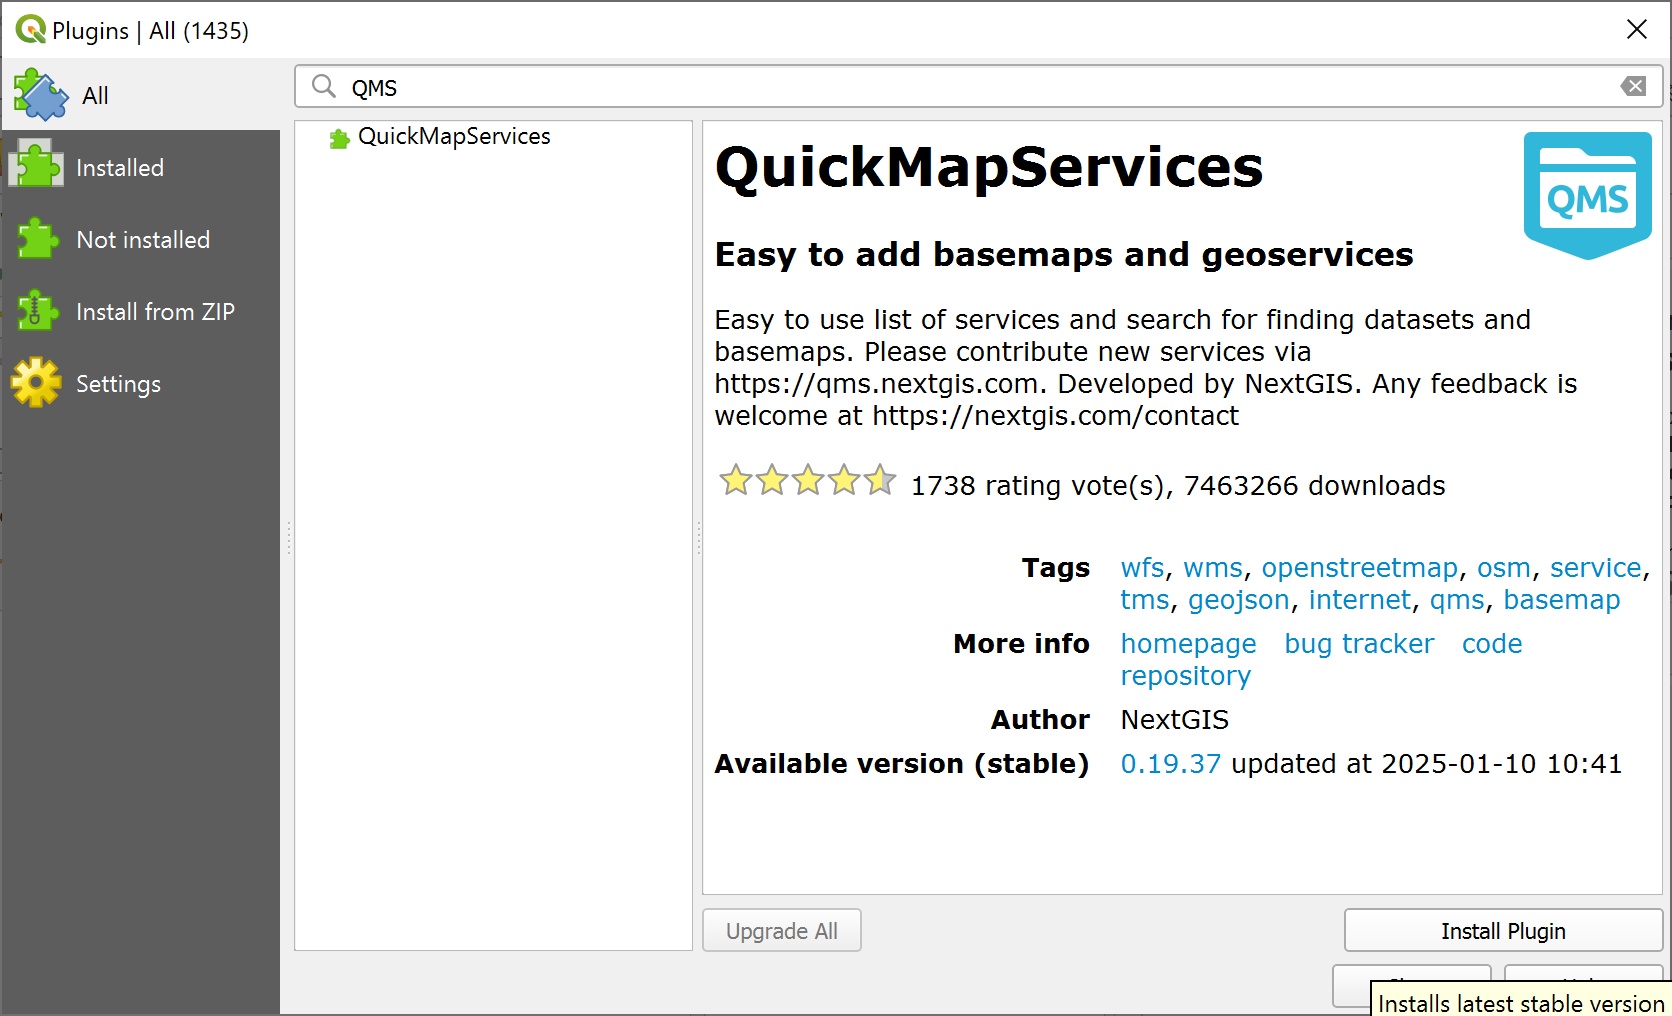 Plugins | All (1435)
All
QMS
Installed
Not installed
Install from ZIP
Settings
QuickMapServices
QuickMapServices
QMS
Easy to add basemaps and geoservices
Easy to use list of services and search for finding datasets and
basemaps. Please contribute new services via
https://qms.nextgis.com. Developed by NextGIS. Any feedback is
welcome at https://nextgis.com/contact
1738 rating vote(s), 7463266 downloads
Tags wfs, wms, openstreetmap, osm, service,
tms, geojson, internet, qms, basemap
More info homepage bug tracker code
repository
Author NextGIS
Available version (stable) 0.19.37 updated at 2025-01-10 10:41
Upgrade All
Install Plugin
Installs latest stable version